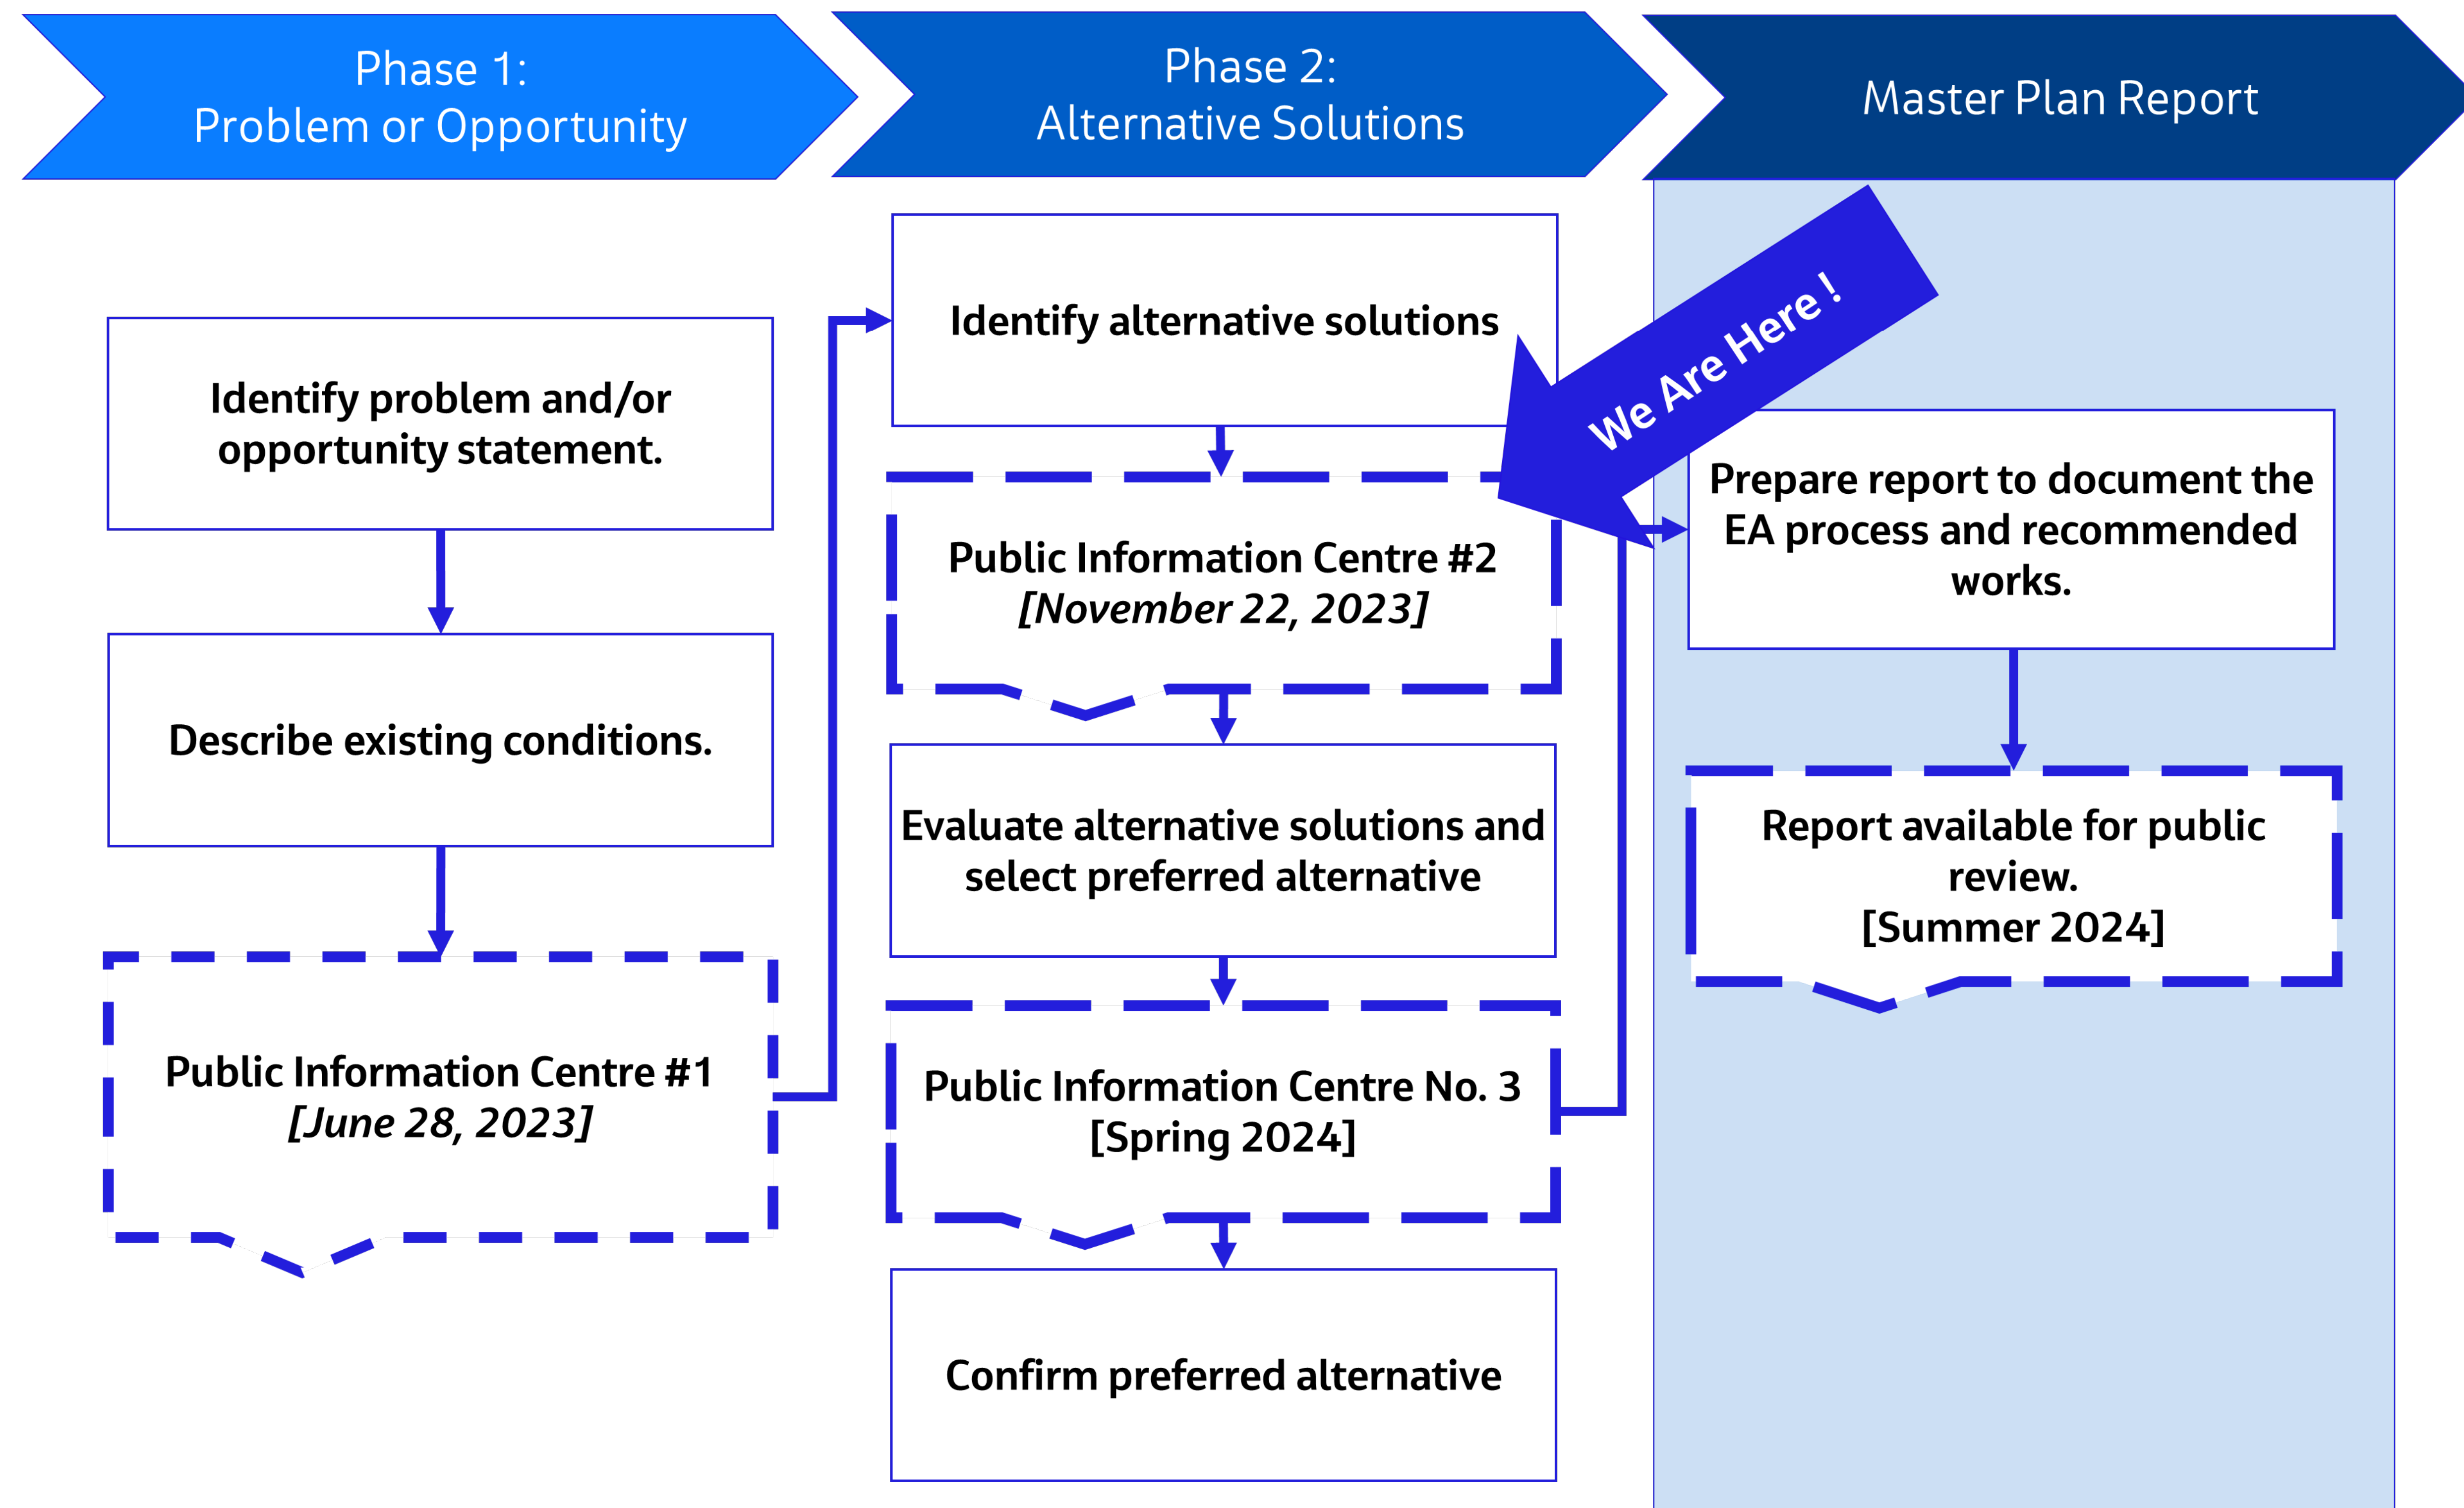 Phase 1:
Problem or Opportunity
Phase 2:
Alternative Solutions
Master Plan Report
Identify problem and/or
opportunity statement.
Describe existing conditions.
Public Information Centre #1
[June 28, 2023]
Identify alternative solutions
We Are Here !
Public Information Centre #2
[November 22, 2023]
Evaluate alternative solutions and
select preferred alternative
Public Information Centre No. 3
[Spring 2024]
Confirm preferred alternative
Prepare report to document the
EA process and recommended
works.
Report available for public
review.
[Summer 2024]